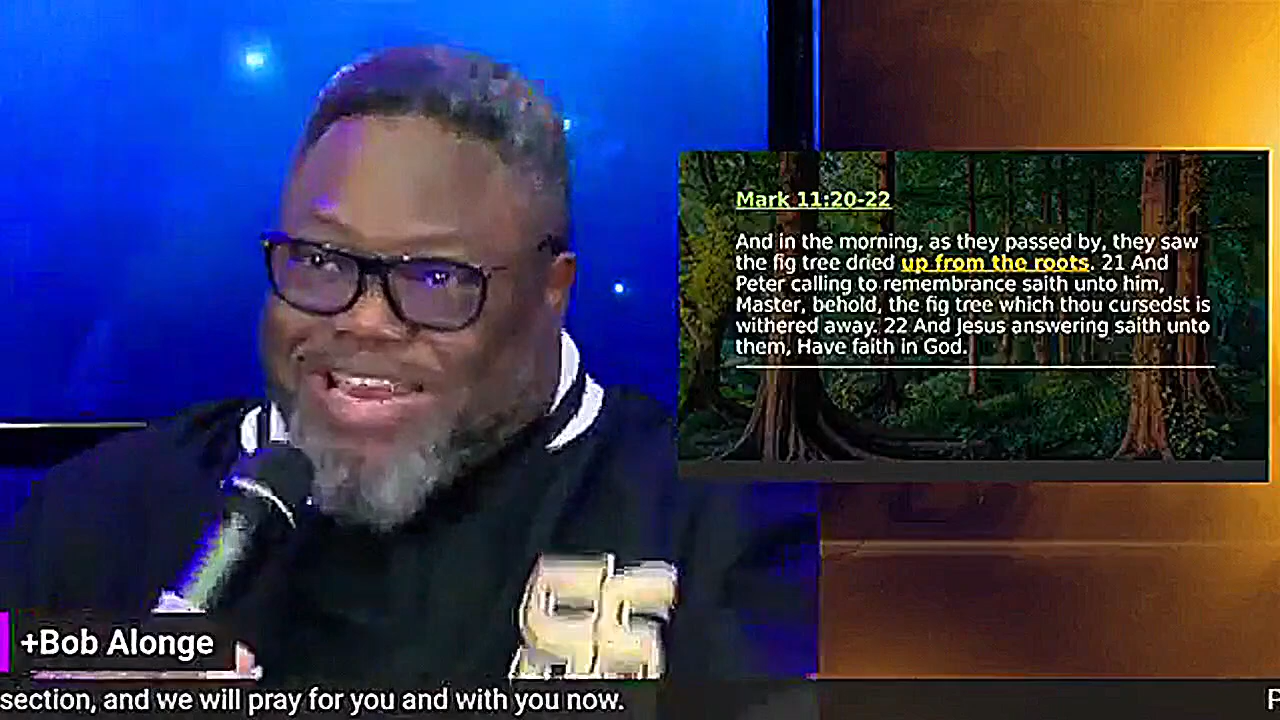 Mark 11:20-22
And in the morning, as they passed by, they saw
the fig tree dried up from the roots. 21 And
Peter calling to remembrance saith unto him,
Master, behold, the fig tree which thou cursedst is
withered away. 22 And Jesus answering saith unto
them, Have faith in God.
+Bob Alonge
section, and we will pray for you and with you now.